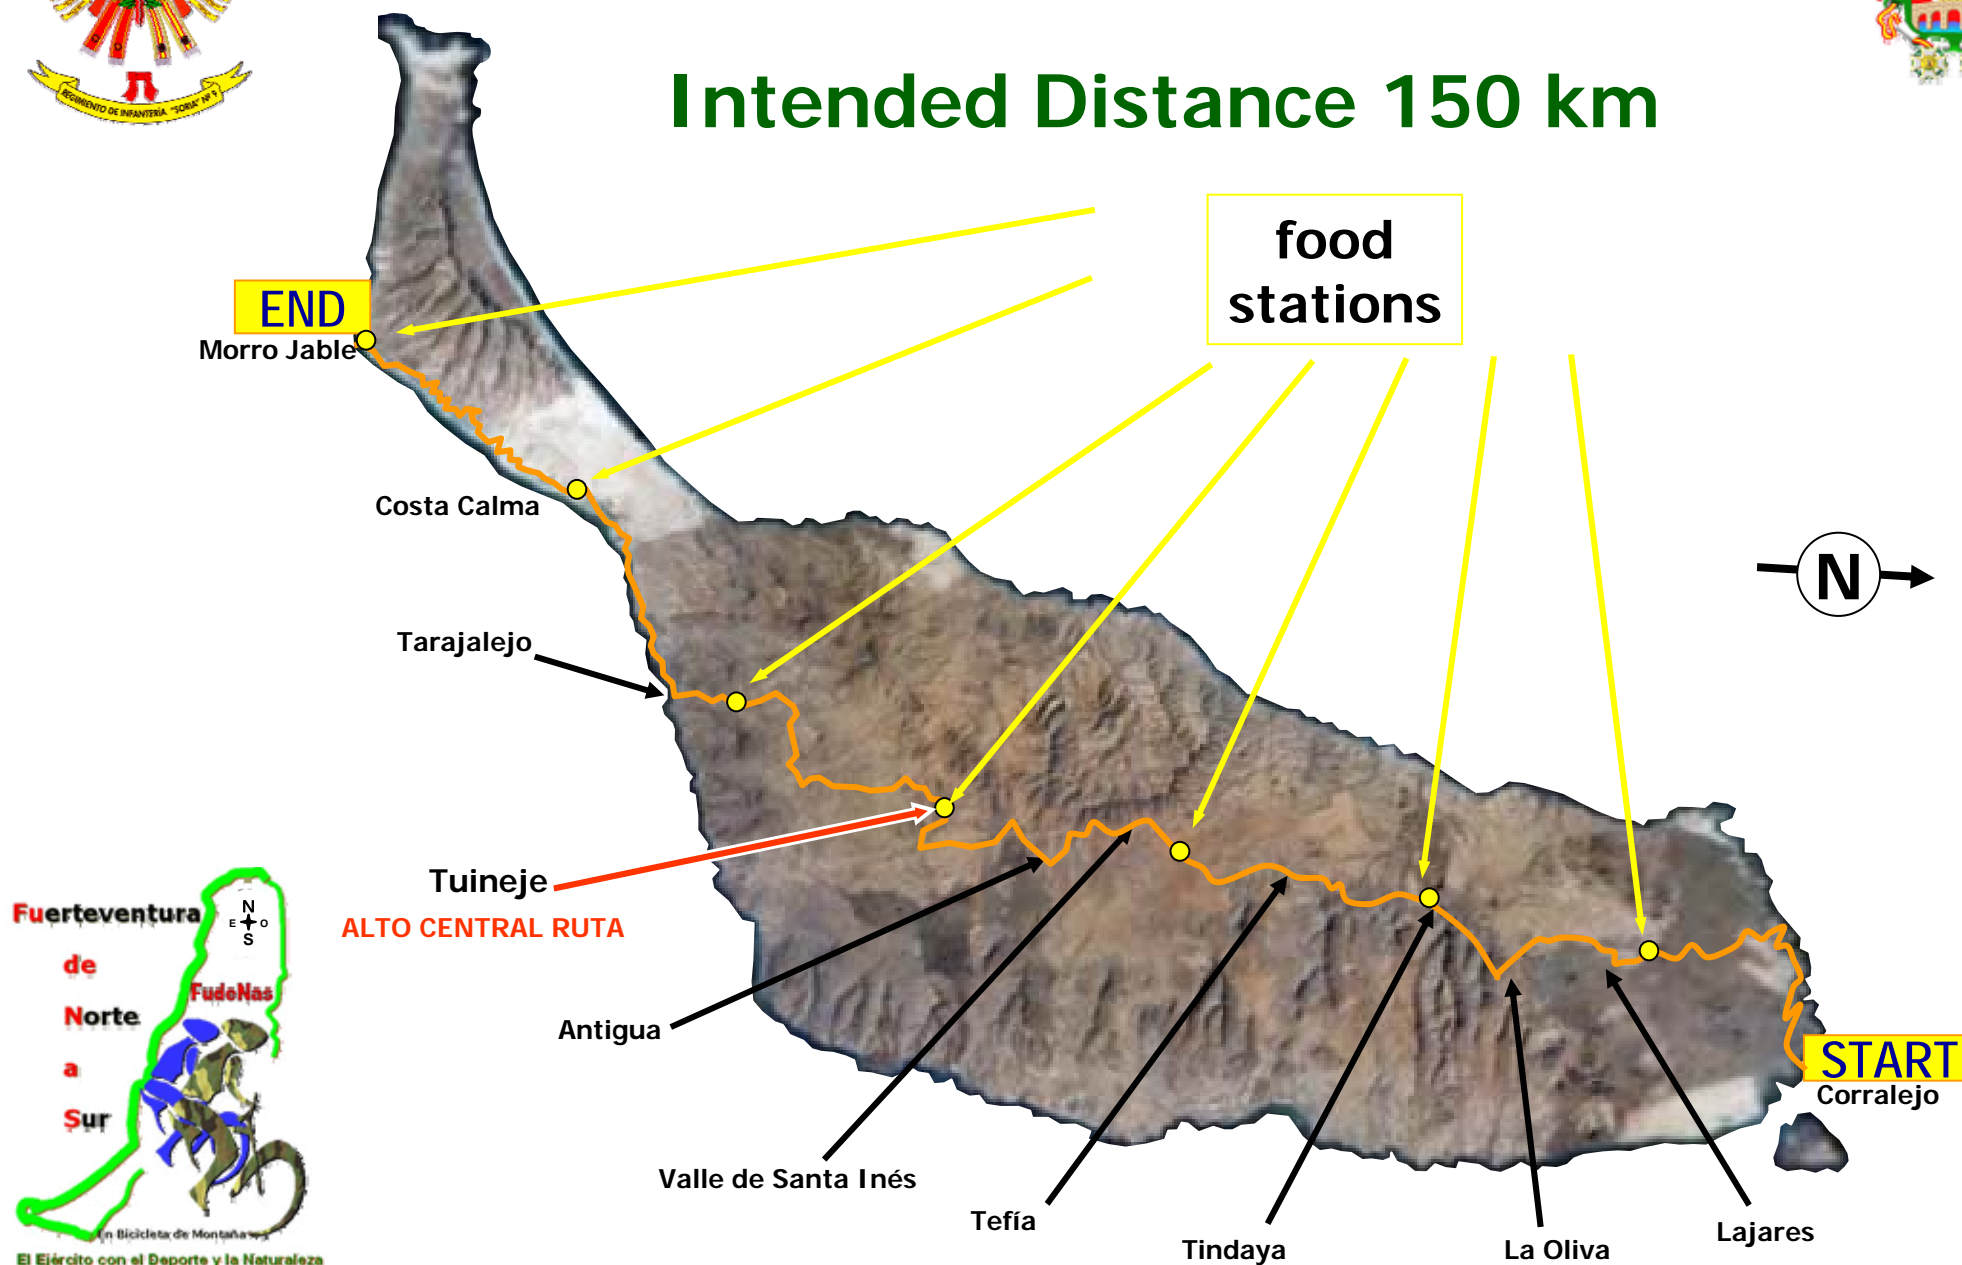 REGIMIENTO DE INFANTERÍA "SORIA" Nº 9
Intended Distance 150 km
food
stations
END
Morro Jable
Costa Calma
N
Tarajalejo
Tuineje
ALTO CENTRAL RUTA
Antigua
Valle de Santa Inés
Tefía
Tindaya
La Oliva
Lajares
START
Corralejo
Fuerteventura
de
Norte
a
Sur
N
E O
S
FudeNas
En Bicicleta de Montaña
El Ejército con el Deporte y la Naturaleza